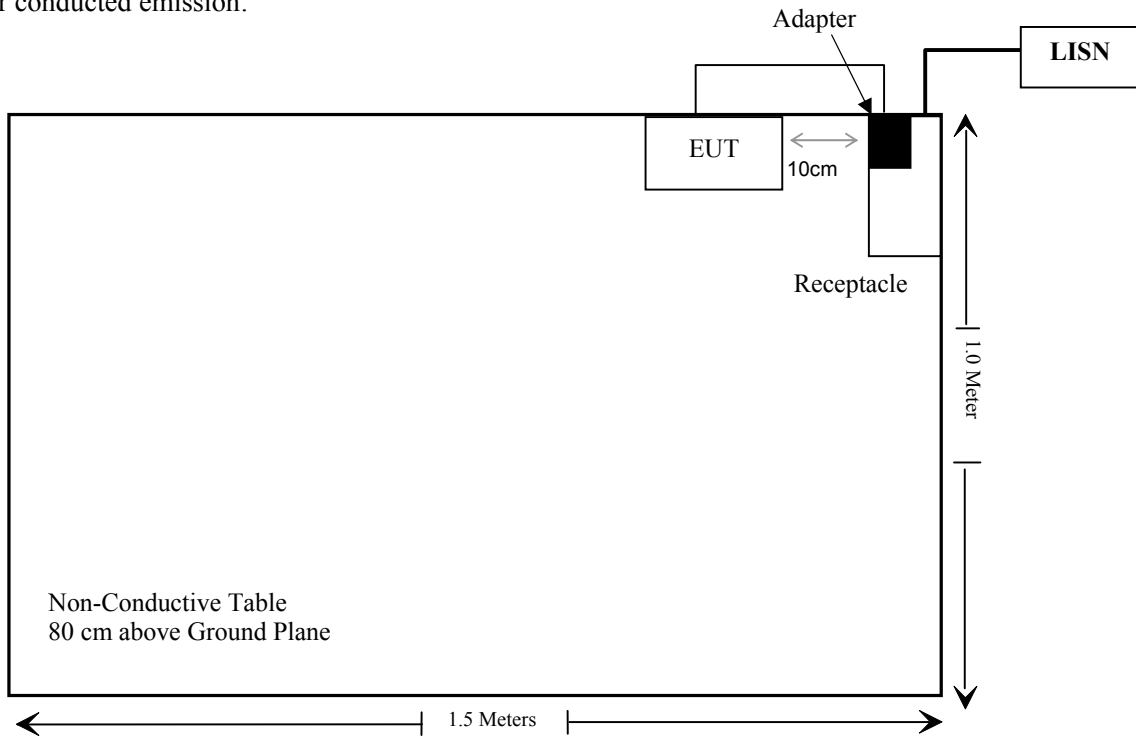 r conducted emission:
Adapter
LISN
EUT
10cm
Receptacle
1.0 Meter
Non-Conductive Table
80 cm above Ground Plane
1.5 Meters